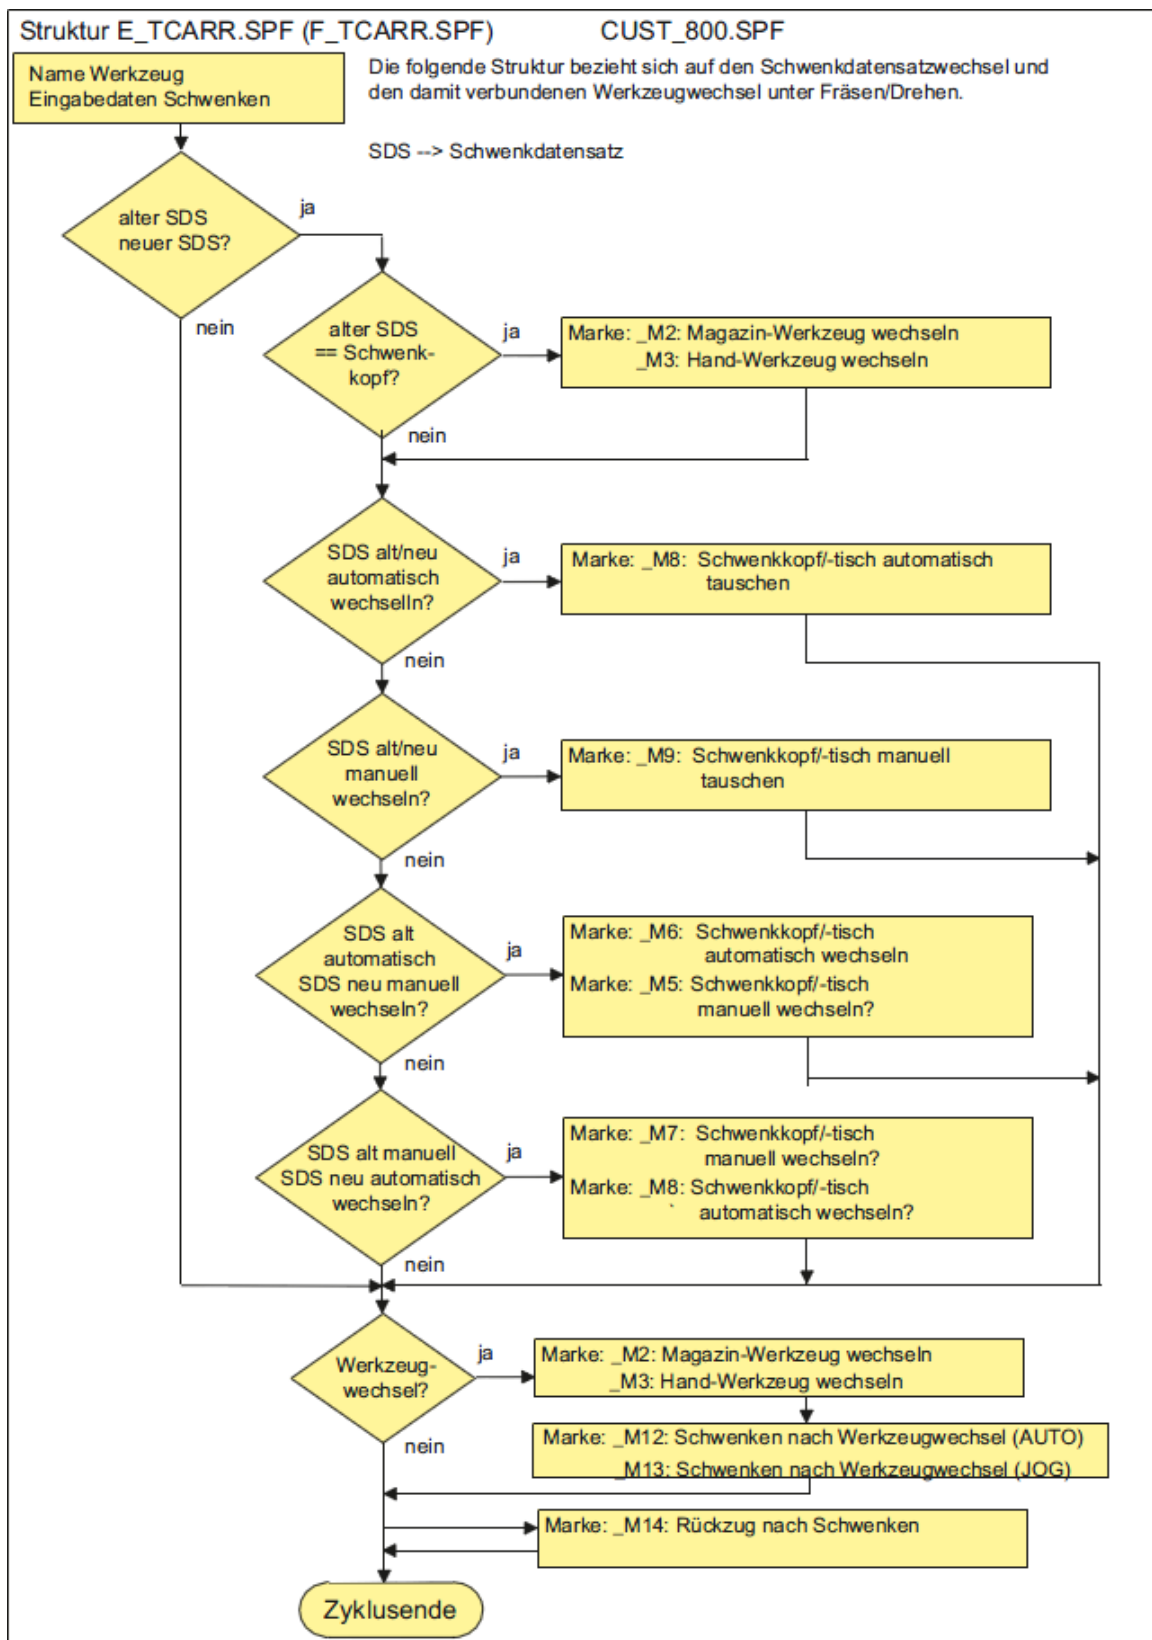 Struktur E_TCARR.SPF (F_TCARR.SPF) CUST_800.SPF
Name Werkzeug
Eingabedaten Schwenken
Die folgende Struktur bezieht sich auf den Schwenkdatensatzwechsel und
den damit verbundenen Werkzeugwechsel unter Fräsen/Drehen.
SDS --> Schwenkdatensatz
alter SDS
neuer SDS?
ja
nein
alter SDS
== Schwenk-
kopf?
ja
nein
Marke: _M2: Magazin-Werkzeug wechseln
_M3: Hand-Werkzeug wechseln
SDS alt/neu
automatisch
wechselln?
ja
nein
Marke: _M8: Schwenkkopf/-tisch automatisch
tauschen
SDS alt/neu
manuell
wechseln?
ja
nein
Marke: _M9: Schwenkkopf/-tisch manuell
tauschen
SDS alt
automatisch
SDS neu manuell
wechseln?
ja
nein
Marke: _M6: Schwenkkopf/-tisch
automatisch wechseln
Marke: _M5: Schwenkkopf/-tisch
manuell wechseln?
SDS alt manuell
SDS neu automatisch
wechseln?
ja
nein
Marke: _M7: Schwenkkopf/-tisch
manuell wechseln?
Marke: _M8: Schwenkkopf/-tisch
` automatisch wechseln?
Werkzeug-
wechsel?
ja
nein
Marke: _M2: Magazin-Werkzeug wechseln
_M3: Hand-Werkzeug wechseln
Marke: _M12: Schwenken nach Werkzeugwechsel (AUTO)
_M13: Schwenken nach Werkzeugwechsel (JOG)
Marke: _M14: Rückzug nach Schwenken
Zyklusende